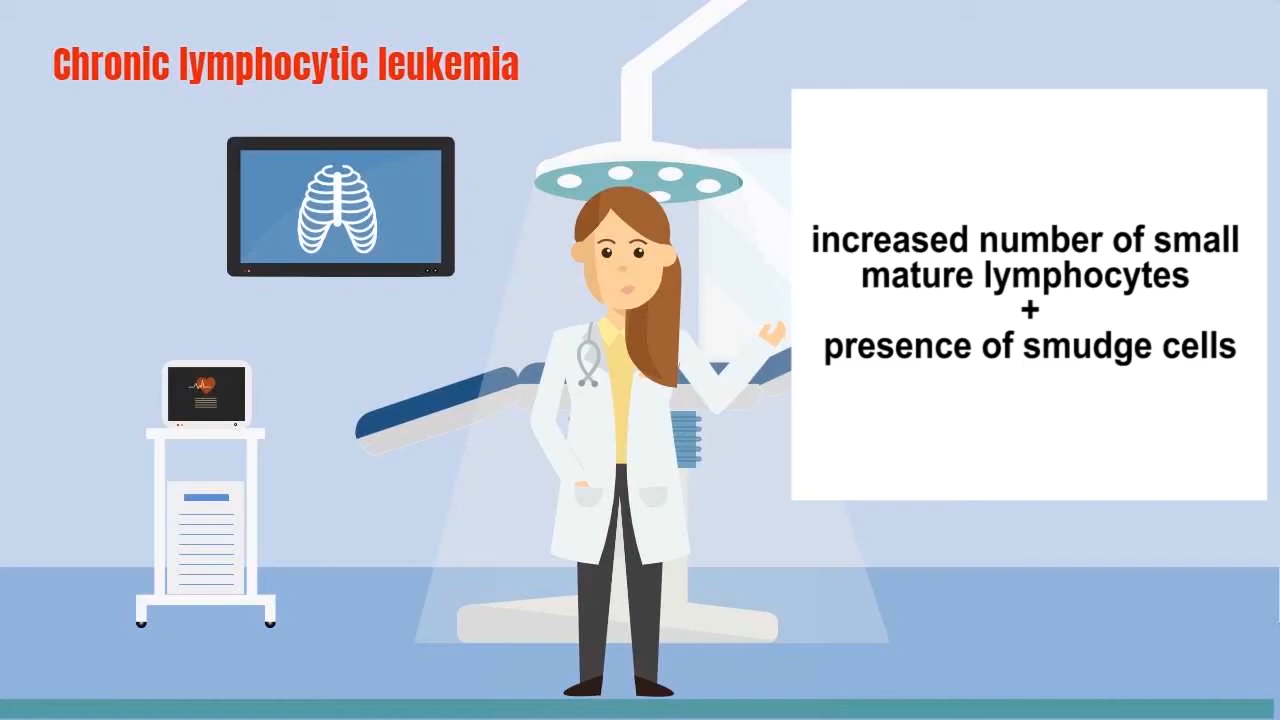 Chronic lymphocytic leukemia
increased number of small
mature lymphocytes
+
presence of smudge cells